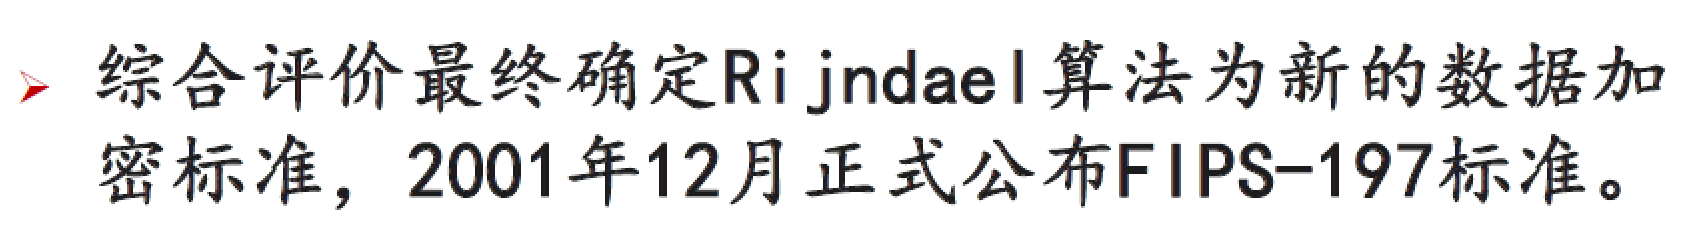 综合评价最终确定Rijndael算法为新的数据加
密标准，2001年12月正式公布FIPS-197标准。